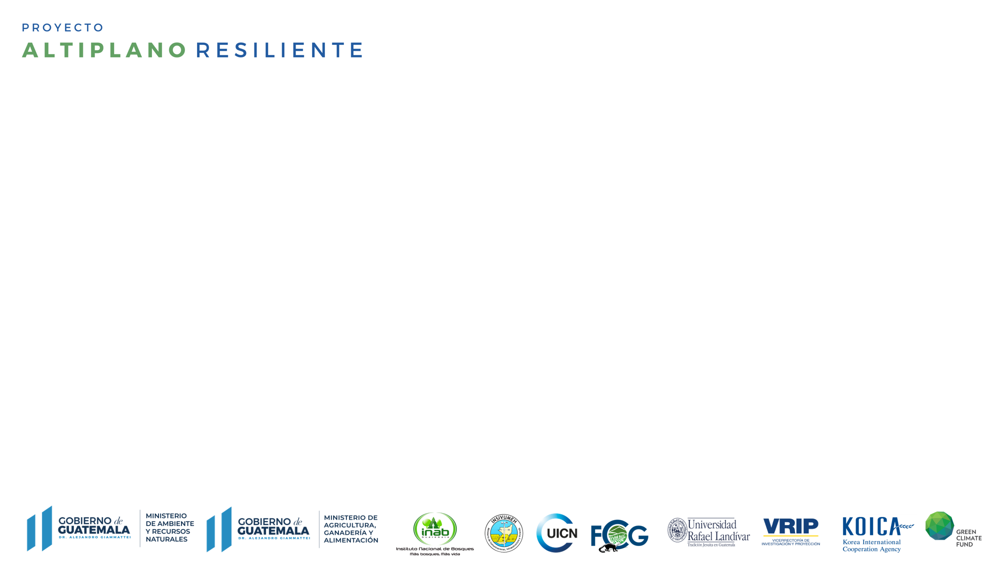 PROYECTO
ALTIPLANO RESILIENTE
GOBIERNO de
GUATEMALA
DR. ALEJANDRO GIAMMATTEI
MINISTERIO
DE AMBIENTE
Y RECURSOS
NATURALES
GOBIERNO de
GUATEMALA
DR. ALEJANDRO GIAMMATTEI
MINISTERIO DE
AGRICULTURA,
GANADERÍA Y
ALIMENTACIÓN
inab
Guatemala
Instituto Nacional de Bosques
Más bosques, Más vida
INSIVUMEH
UICN
FCG
Universidad
Rafael Landívar
Tradición Jesuita en Guatemala
VRIP
VICERRECTORÍA DE
INVESTIGACIÓN Y PROYECCIÓN
KOICA
Korea International
Cooperation Agency
GREEN
CLIMATE
FUND